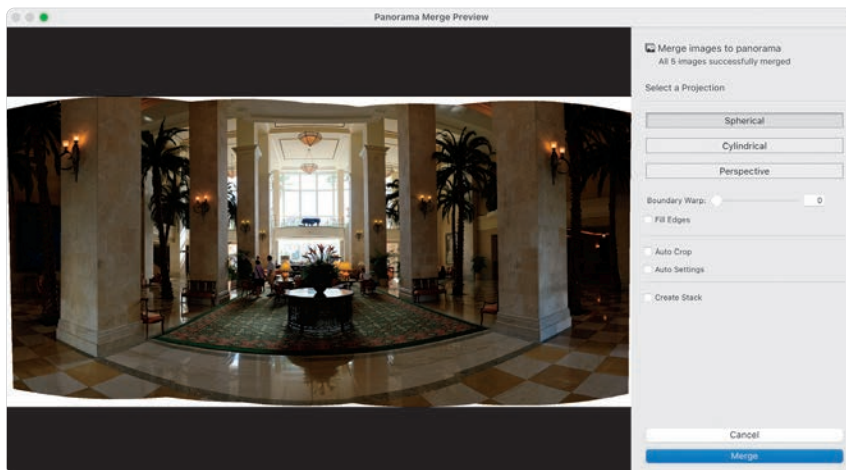 Panorama Merge Preview
Merge images to panorama
All 5 images successfully merged
Select a Projection
Spherical
Cylindrical
Perspective
Boundary Warp: 0
Fill Edges
Auto Crop
Auto Settings
Create Stack
Cancel
Merge